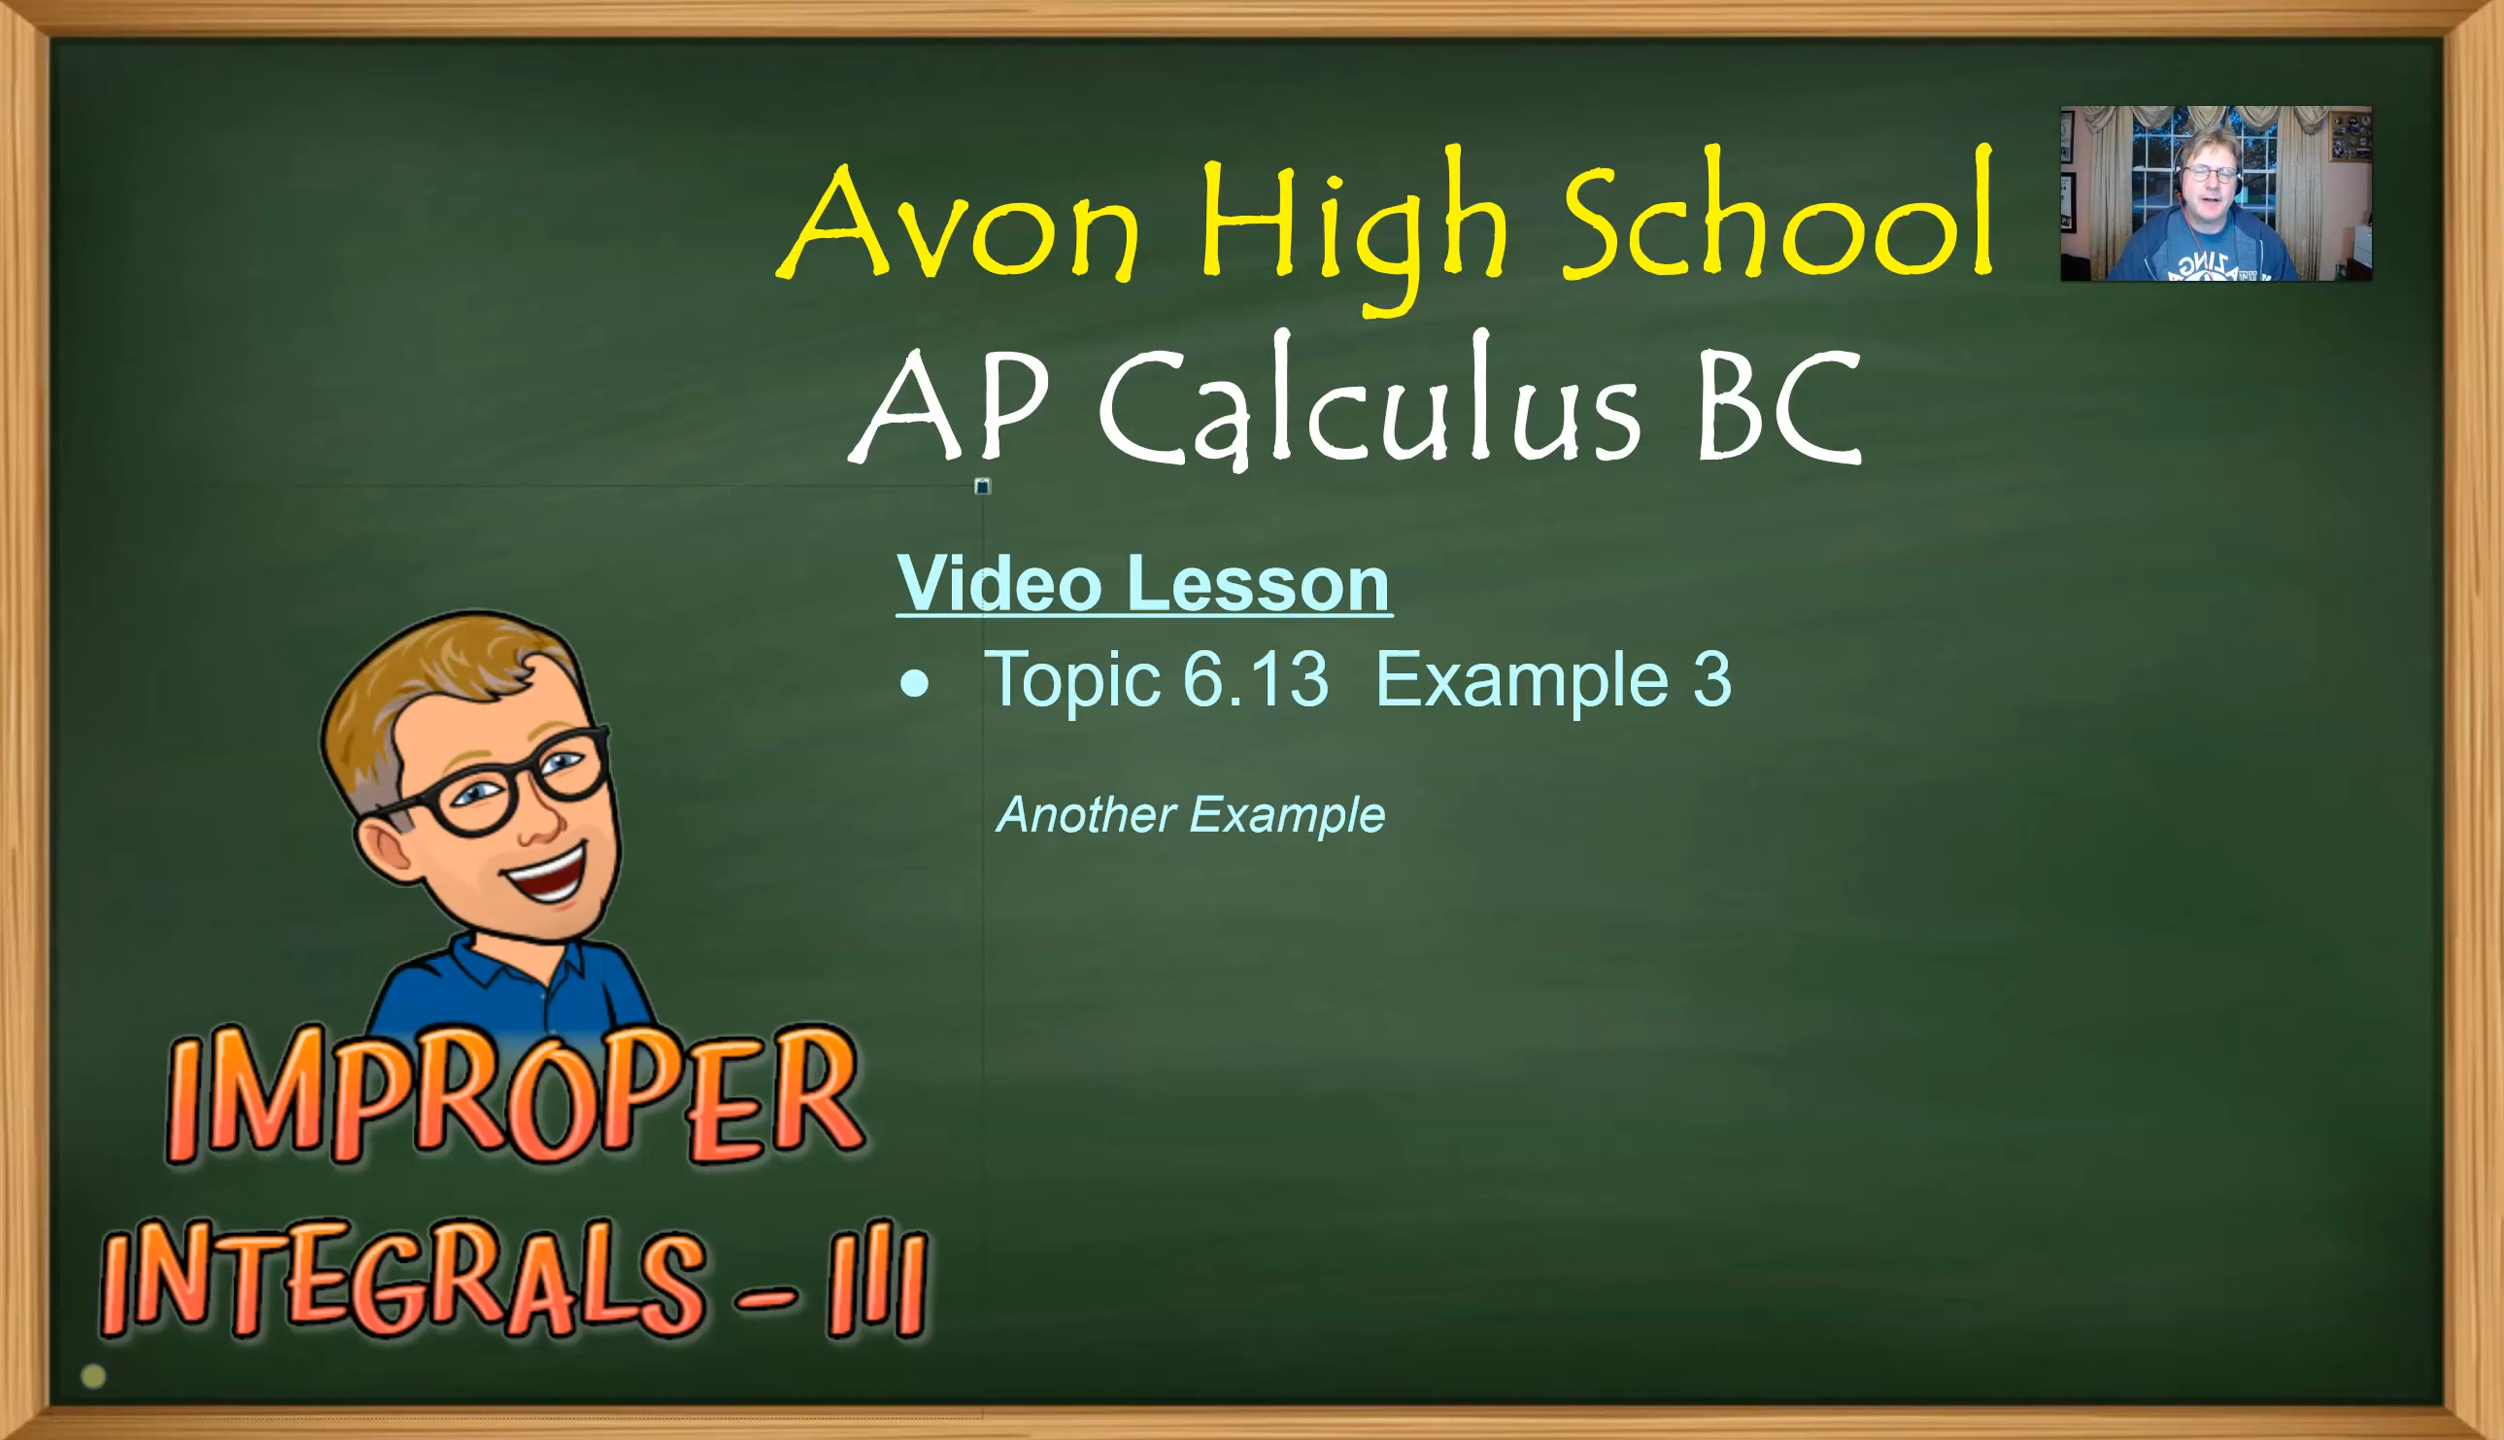 Avon High School
AP Calculus BC
Video Lesson
• Topic 6.13 Example 3
Another Example
IMPROPER
INTEGRALS - III